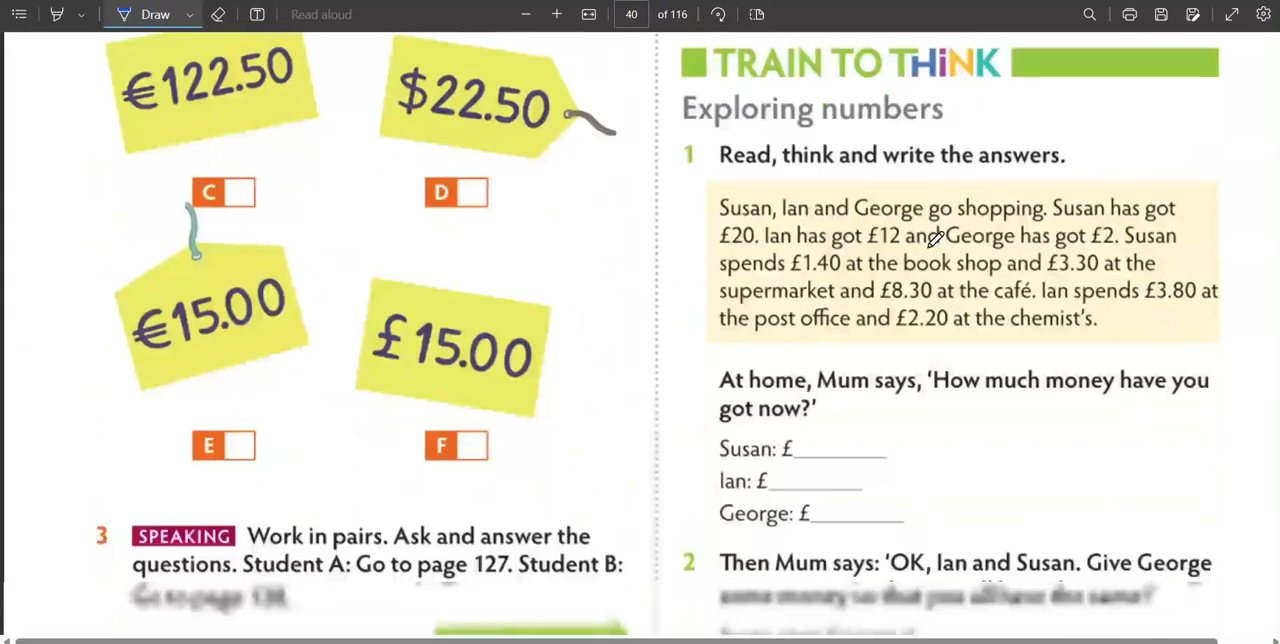 Draw
Read aloud
40
of 116
€122.50
$22.50
C
D
€15.00
£15.00
E
F
3 SPEAKING Work in pairs. Ask and answer the
questions. Student A: Go to page 127. Student B:
TRAIN TO THiNK
Exploring numbers
1 Read, think and write the answers.
Susan, Ian and George go shopping. Susan has got
£20. Ian has got £12 and George has got £2. Susan
spends £1.40 at the book shop and £3.30 at the
supermarket and £8.30 at the café. Ian spends £3.80 at
the post office and £2.20 at the chemist's.
At home, Mum says, 'How much money have you
got now?'
Susan: £
Ian: £
George: £
2 Then Mum says: 'OK, Ian and Susan. Give George